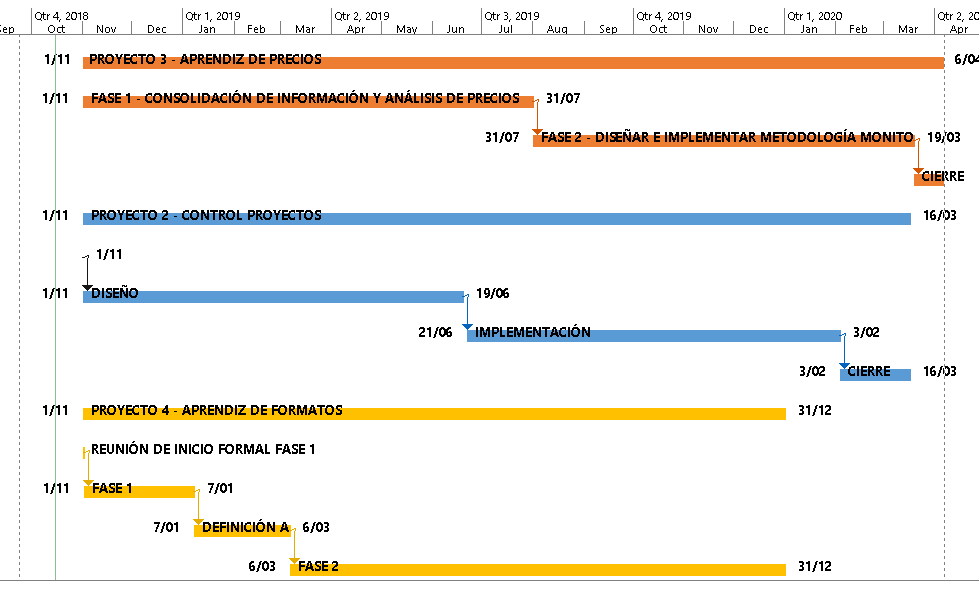 Qtr 4, 2018 Qtr 1, 2019 Qtr 2, 2019 Qtr 3, 2019 Qtr 4, 2019 Qtr 1, 2020 Qtr 2, 20
Sep Oct Nov Dec Jan Feb Mar Apr May Jun Jul Aug Sep Oct Nov Dec Jan Feb Mar Apr
1/11 PROYECTO 3 - APRENDIZ DE PRECIOS 6/04
1/11 FASE 1 - CONSOLIDACIÓN DE INFORMACIÓN Y ANÁLISIS DE PRECIOS 31/07
31/07 FASE 2 - DISEÑAR E IMPLEMENTAR METODOLOGÍA MONITO 19/03
CIERRE
1/11 PROYECTO 2 - CONTROL PROYECTOS 16/03
1/11
1/11 DISEÑO 19/06
21/06 IMPLEMENTACIÓN 3/02
3/02 CIERRE 16/03
1/11 PROYECTO 4 - APRENDIZ DE FORMATOS 31/12
REUNIÓN DE INICIO FORMAL FASE 1
1/11 FASE 1 7/01
7/01 DEFINICIÓN A 6/03
6/03 FASE 2 31/12